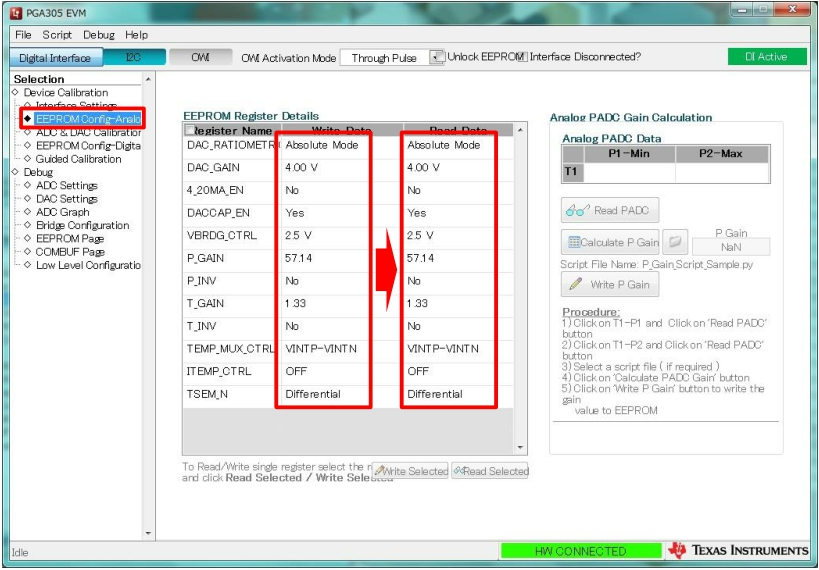 PGA305 EVM
File Script Debug Help
Digital Interface I2C OWI OWI Activation Mode Through Pulse Unlock EEPROM Interface Disconnected? DI Active
Selection
Device Calibration
Interface Settings
EEPROM Config-Analo
ADC & DAC Calibration
EEPROM Config-Digita
Guided Calibration
Debug
ADC Settings
DAC Settings
ADC Graph
Bridge Configuration
EEPROM Page
COMBUF Page
Low Level Configuratio
EEPROM Register Details
Register Name Write Data Read Data
DAC_RATIOMETR Absolute Mode Absolute Mode
DAC_GAIN 4.00 V 4.00 V
4_20MA_EN No No
DACCAP_EN Yes Yes
VBRDG_CTRL 2.5 V 2.5 V
P_GAIN 57.14 57.14
P_INV No No
T_GAIN 1.33 1.33
T_INV No No
TEMP_MUX_CTRL VINTP-VINTN VINTP-VINTN
ITEMP_CTRL OFF OFF
TSEM_N Differential Differential
To Read/Write single register select the r
and click Read Selected / Write Selected
Write Selected Read Selected
Analog PADC Gain Calculation
Analog PADC Data
P1-Min P2-Max
T1
Read PADC
Calculate P Gain P Gain
NaN
Script File Name: P_Gain_Script_Sample.py
Write P Gain
Procedure:
1) Click on T1-P1 and Click on 'Read PADC'
button
2) Click on T1-P2 and Click on 'Read PADC'
button
3) Select a script file ( if required )
4) Click on 'Calculate PADC Gain' button
5) Click on 'Write P Gain' button to write the
gain
value to EEPROM
Idle HW CONNECTED TEXAS INSTRUMENTS